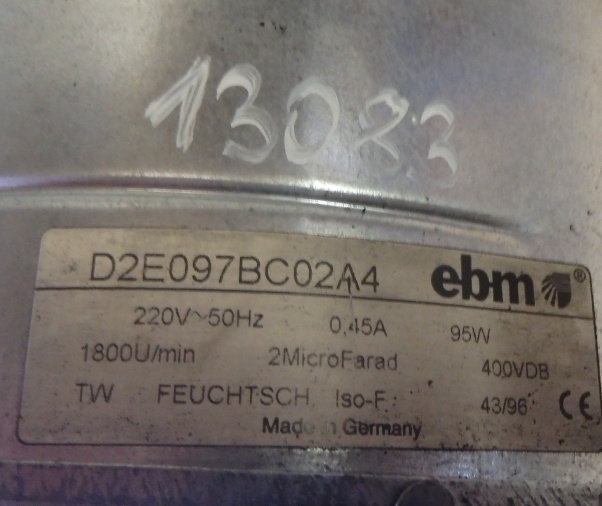 13023
D2E097BC02A4 ebm®
220V~50Hz 0,45A 95W
1800U/min 2MicroFarad 400VDB
TW FEUCHTSCH. Iso-F: 43/96 CE
Made in Germany